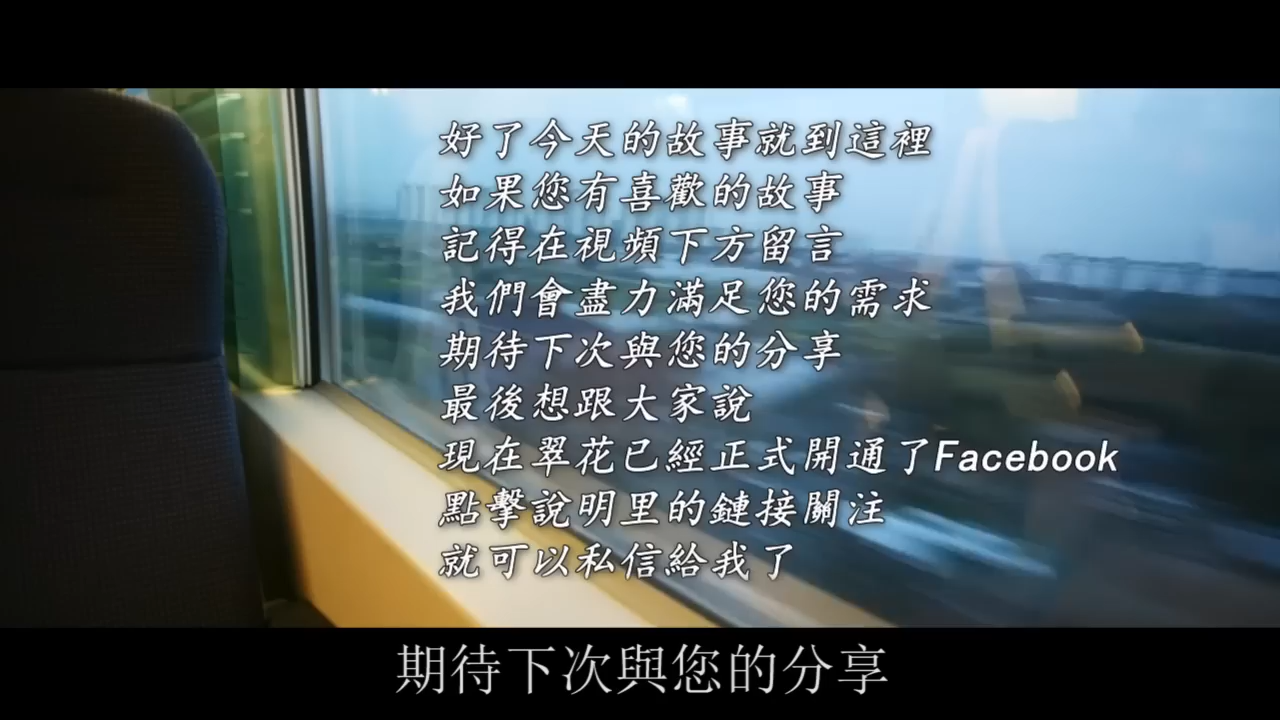 好了今天的故事就到這裡
如果您有喜歡的故事
記得在視頻下方留言
我們會盡力滿足您的需求
期待下次與您的分享
最後想跟大家說
現在翠花已經正式開通了Facebook
點擊說明里的鏈接關注
就可以私信給我了
期待下次與您的分享